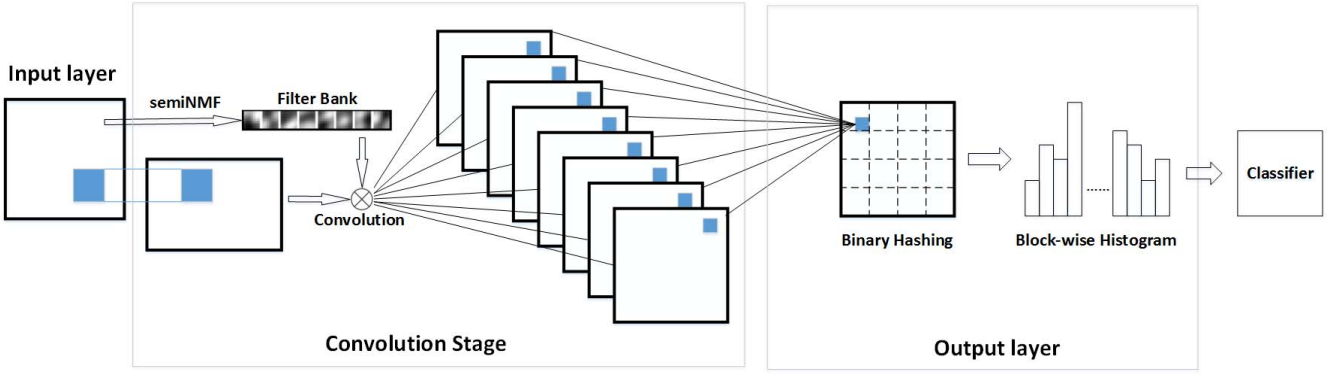 Input layer
semiNMF
Filter Bank
Convolution
Convolution Stage
Binary Hashing
......
Block-wise Histogram
Classifier
Output layer